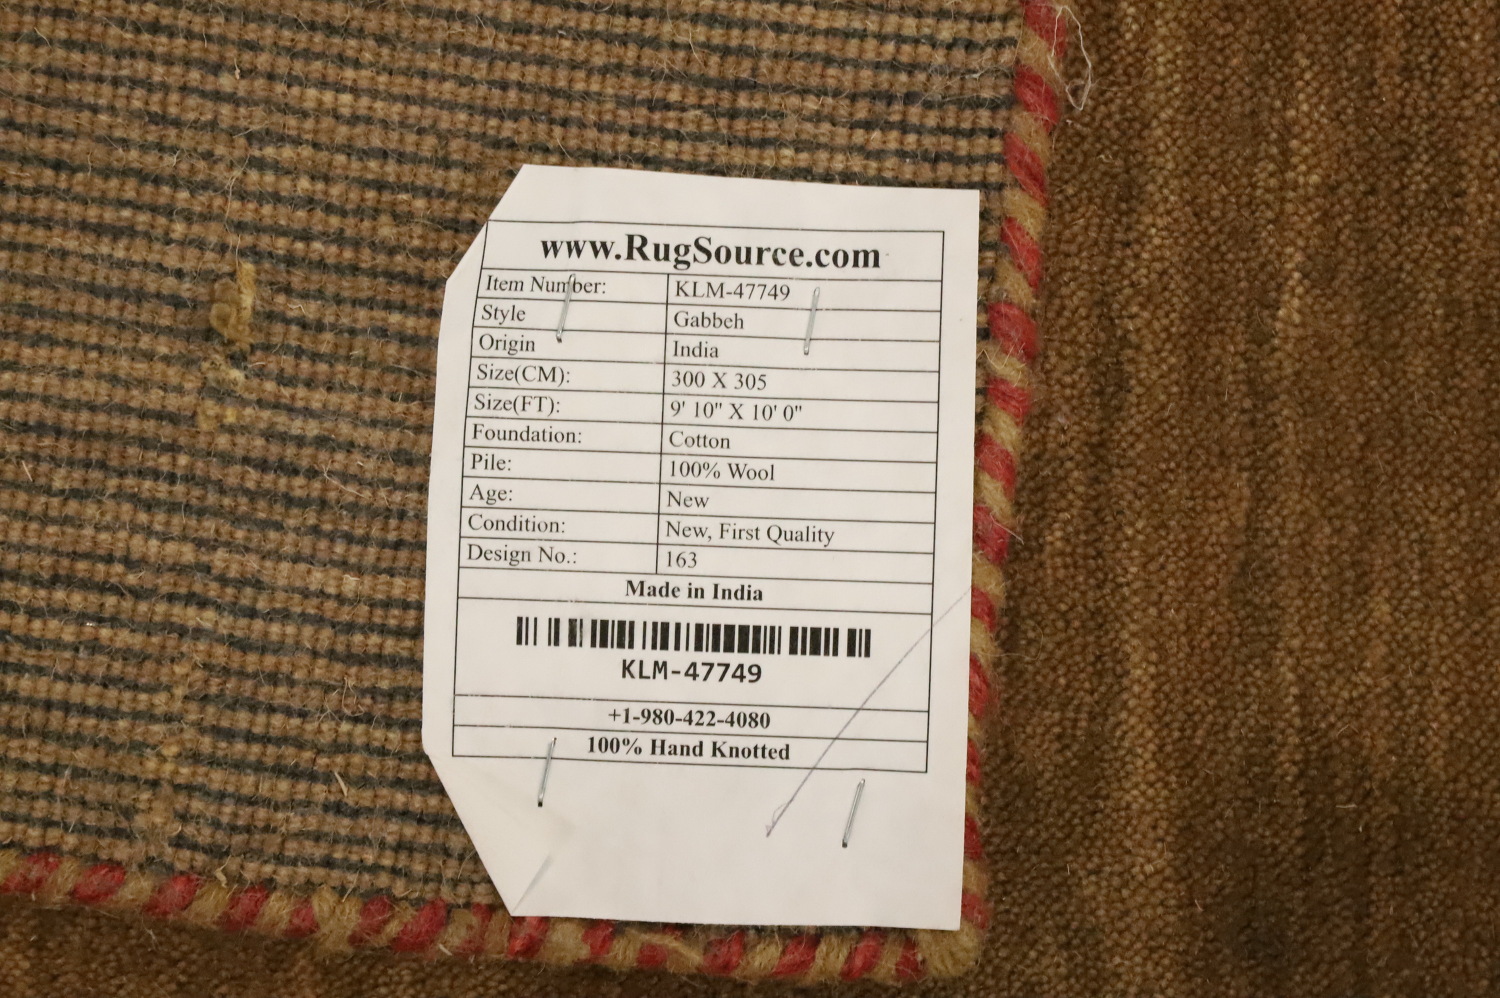 www.RugSource.com
Item Number: KLM-47749
Style Gabbeh
Origin India
Size(CM): 300 X 305
Size(FT): 9' 10" X 10' 0"
Foundation: Cotton
Pile: 100% Wool
Age: New
Condition: New, First Quality
Design No.: 163
Made in India
KLM-47749
+1-980-422-4080
100% Hand Knotted